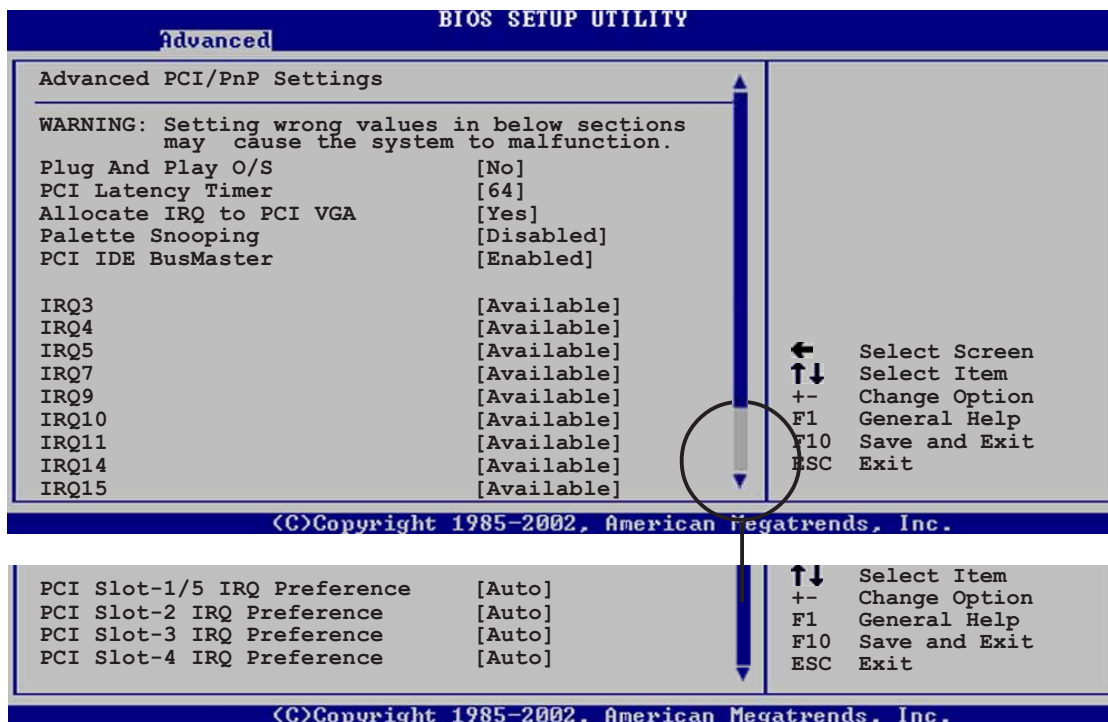 BIOS SETUP UTILITY
Advanced
Advanced PCI/PnP Settings
WARNING: Setting wrong values in below sections
may cause the system to malfunction.
Plug And Play O/S [No]
PCI Latency Timer [64]
Allocate IRQ to PCI VGA [Yes]
Palette Snooping [Disabled]
PCI IDE BusMaster [Enabled]
IRQ3 [Available]
IRQ4 [Available]
IRQ5 [Available]
IRQ7 [Available]
IRQ9 [Available]
IRQ10 [Available]
IRQ11 [Available]
IRQ14 [Available]
IRQ15 [Available]
← Select Screen
↑↓ Select Item
+- Change Option
F1 General Help
F10 Save and Exit
ESC Exit
(C)Copyright 1985-2002, American Megatrends, Inc.
PCI Slot-1/5 IRQ Preference [Auto]
PCI Slot-2 IRQ Preference [Auto]
PCI Slot-3 IRQ Preference [Auto]
PCI Slot-4 IRQ Preference [Auto]
↑↓ Select Item
+- Change Option
F1 General Help
F10 Save and Exit
ESC Exit
(C)Copyright 1985-2002, American Megatrends, Inc.